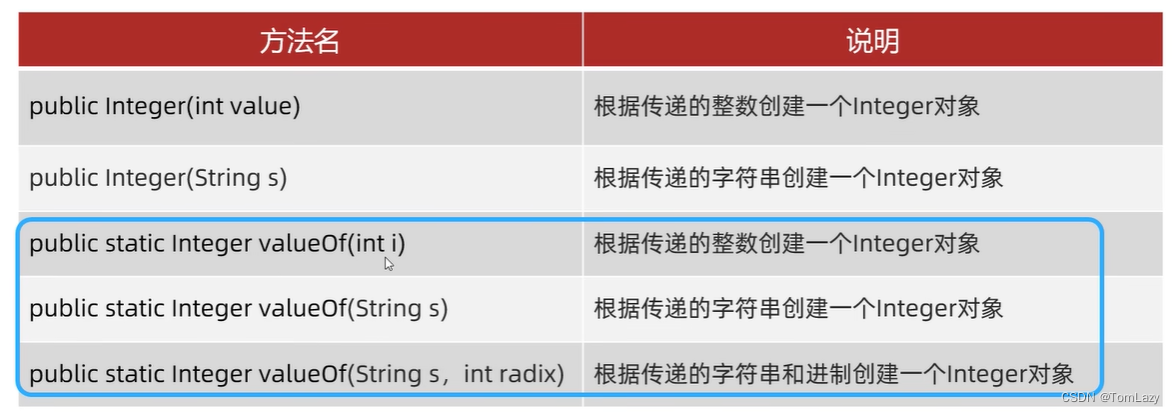 方法名 说明
public Integer(int value) 根据传递的整数创建一个Integer对象
public Integer(String s) 根据传递的字符串创建一个Integer对象
public static Integer valueOf(int i) 根据传递的整数创建一个Integer对象
public static Integer valueOf(String s) 根据传递的字符串创建一个Integer对象
public static Integer valueOf(String s，int radix) 根据传递的字符串和进制创建一个Integer对象
CSDN @TomLazy